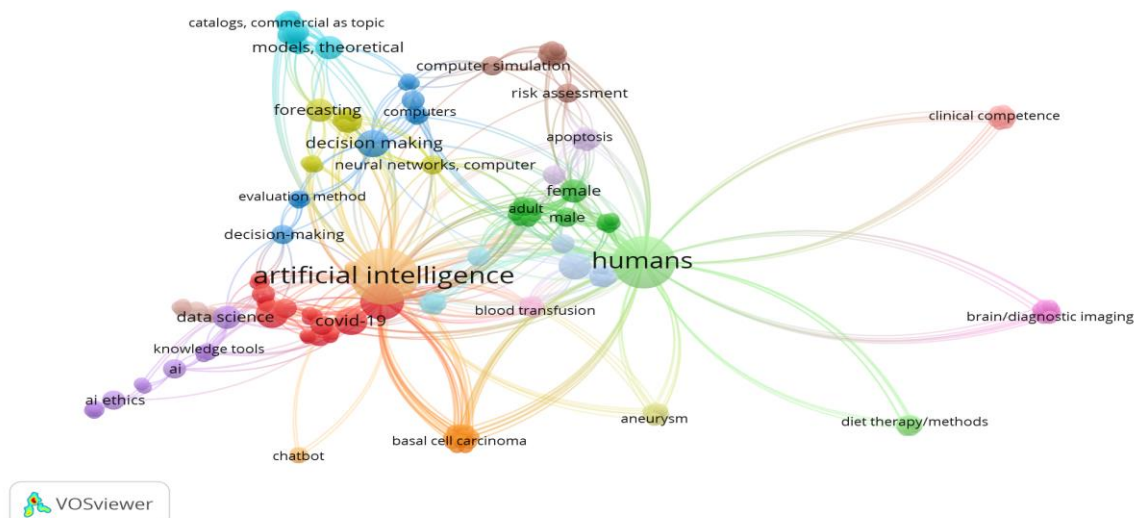 catalogs, commercial as topic
models, theoretical
computer simulation
risk assessment
clinical competence
forecasting
computers
decision making
apoptosis
neural networks, computer
female
evaluation method
adult
male
decision-making
artificial intelligence
humans
data science
covid-19
blood transfusion
brain/diagnostic imaging
knowledge tools
ai
ai ethics
aneurysm
diet therapy/methods
basal cell carcinoma
chatbot
VOSviewer